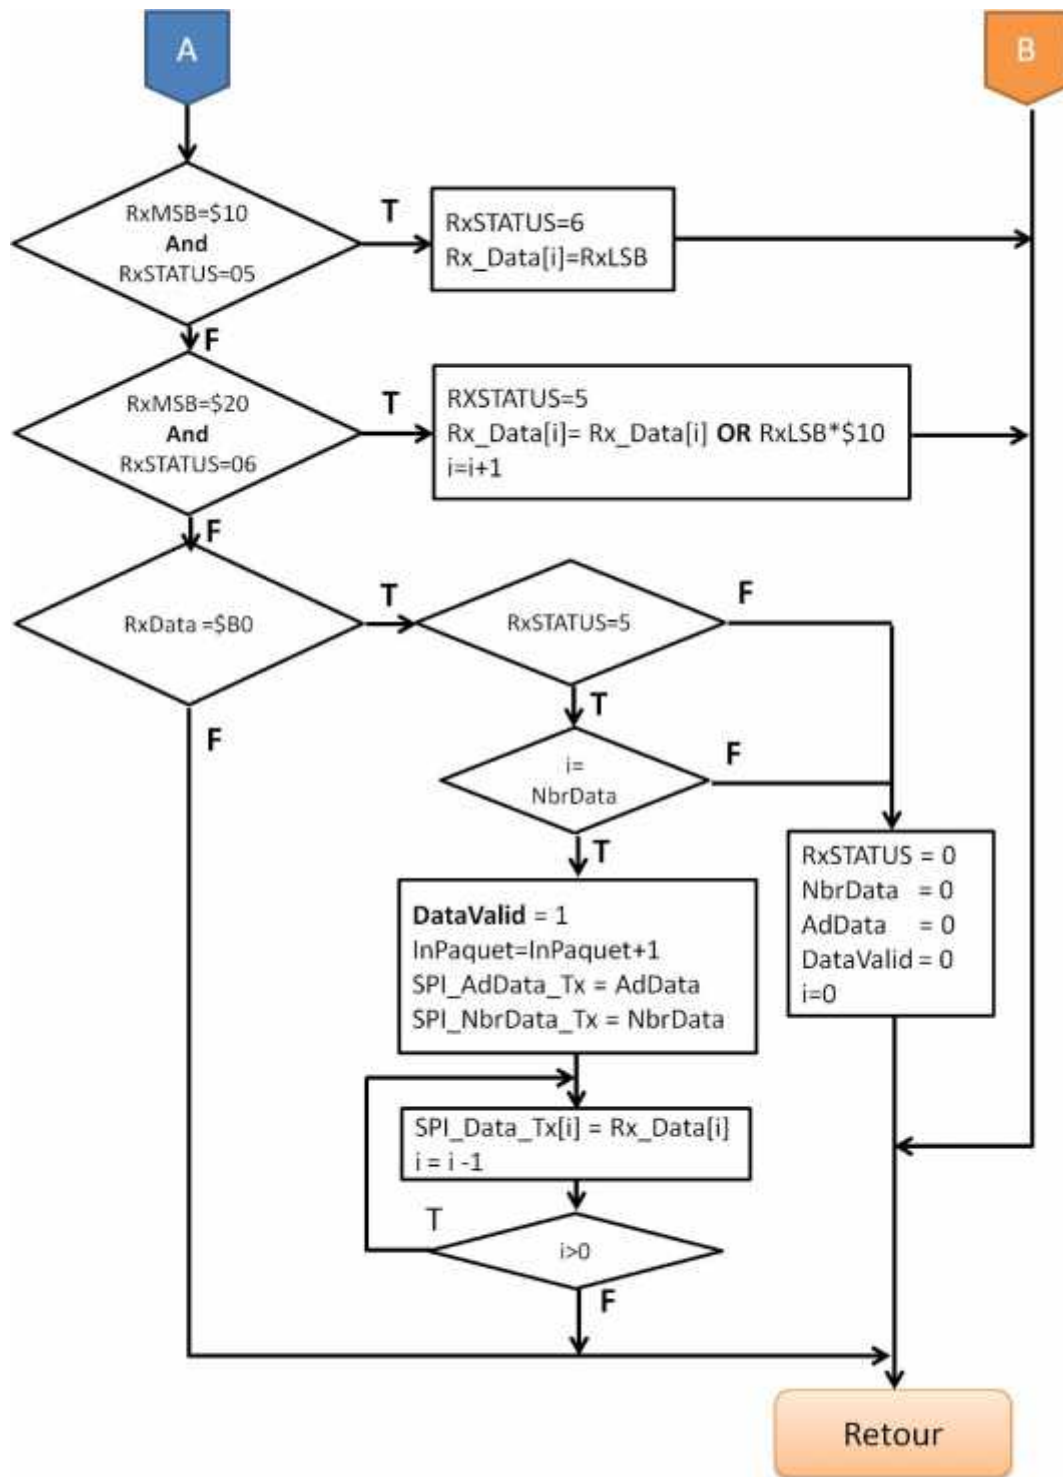 A
B
RxMSB=$10
And
RxSTATUS=05
T
RxSTATUS=6
Rx_Data[i]=RxLSB
F
RxMSB=$20
And
RxSTATUS=06
T
RXSTATUS=5
Rx_Data[i]= Rx_Data[i] OR RxLSB*$10
i=i+1
F
RxData =$B0
T
RxSTATUS=5
F
T
F
i=
NbrData
F
T
RxSTATUS = 0
NbrData = 0
AdData = 0
DataValid = 0
i=0
DataValid = 1
InPaquet=InPaquet+1
SPI_AdData_Tx = AdData
SPI_NbrData_Tx = NbrData
SPI_Data_Tx[i] = Rx_Data[i]
i = i -1
T
i>0
F
Retour